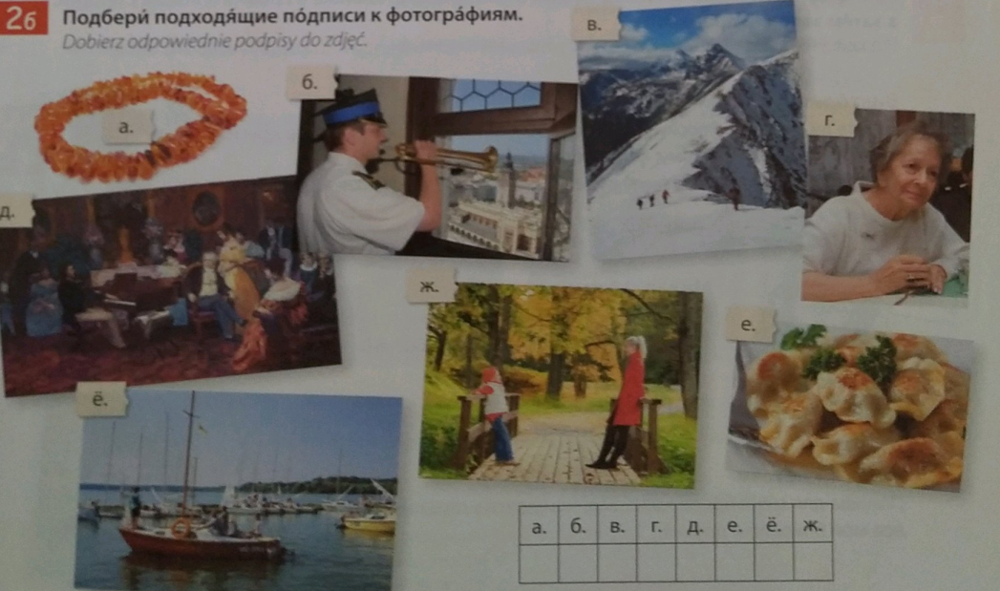 2б Подбери́ подходя́щие по́дписи к фотогра́фиям.
Dobierz odpowiednie podpisy do zdjęć.
а.
б.
в.
г.
д.
ж.
е.
ё.
а. б. в. г. д. е. ё. ж.